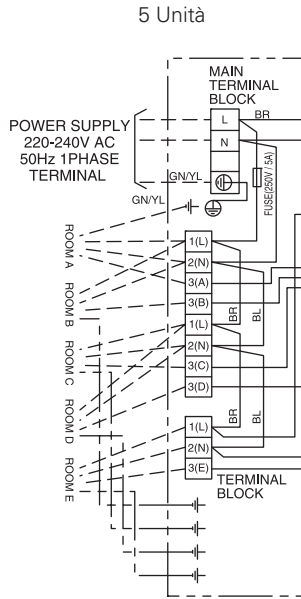 5 Unità
MAIN
TERMINAL
BLOCK
POWER SUPPLY
220-240V AC
50Hz 1PHASE
TERMINAL
L
BR
N
GN/YL
GN/YL
FUSE(250V / 5A)
ROOM A
ROOM B
ROOM C
ROOM D
ROOM E
1(L)
2(N)
3(A)
3(B)
1(L)
2(N)
3(C)
3(D)
BR
BL
BR
BL
1(L)
2(N)
3(E)
TERMINAL
BLOCK